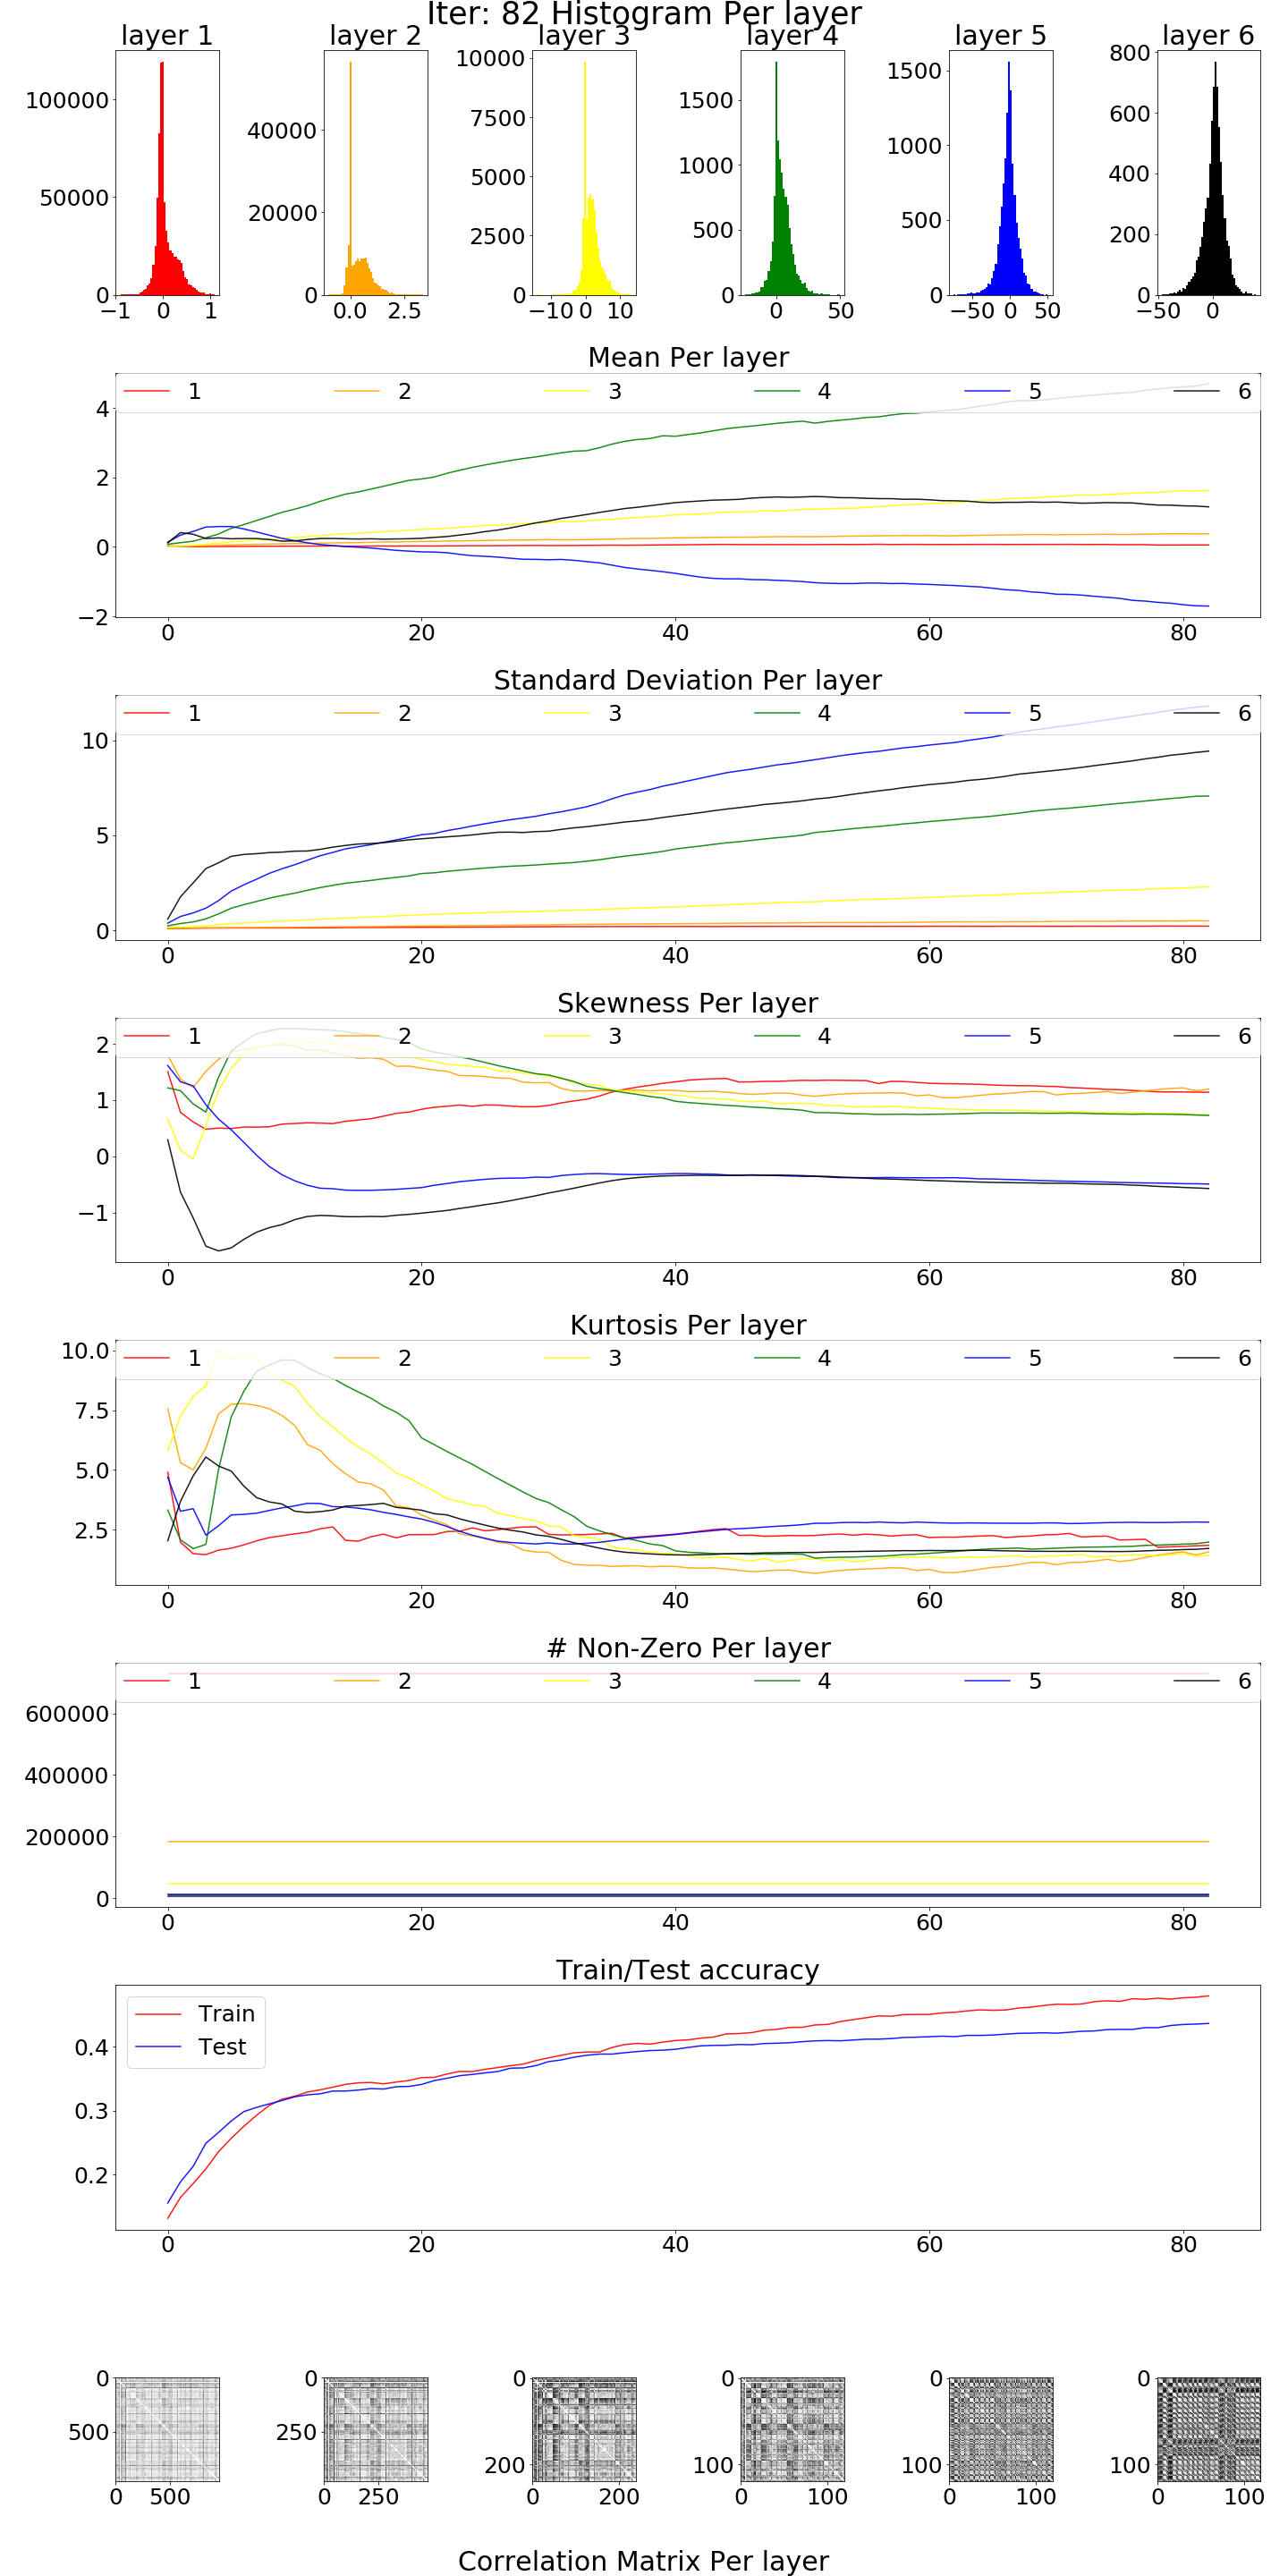 Iter: 82 Histogram Per layer
layer 1 layer 2 layer 3 layer 4 layer 5 layer 6
100000
50000
0
−1 0 1
40000
20000
0
0.0 2.5
10000
7500
5000
2500
0
−10 0 10
1500
1000
500
0
0 50
1500
1000
500
0
−50 0 50
800
600
400
200
0
−50 0
Mean Per layer
1 2 3 4 5 6
4
2
0
−2
0 20 40 60 80
Standard Deviation Per layer
1 2 3 4 5 6
10
5
0
0 20 40 60 80
Skewness Per layer
1 2 3 4 5 6
2
1
0
−1
0 20 40 60 80
Kurtosis Per layer
1 2 3 4 5 6
10.0
7.5
5.0
2.5
0 20 40 60 80
# Non-Zero Per layer
1 2 3 4 5 6
600000
400000
200000
0
0 20 40 60 80
Train/Test accuracy
Train
Test
0.4
0.3
0.2
0 20 40 60 80
0
500
0 500
0
250
0 250
0
200
0 200
0
100
0 100
0
100
0 100
0
100
0 100
Correlation Matrix Per layer